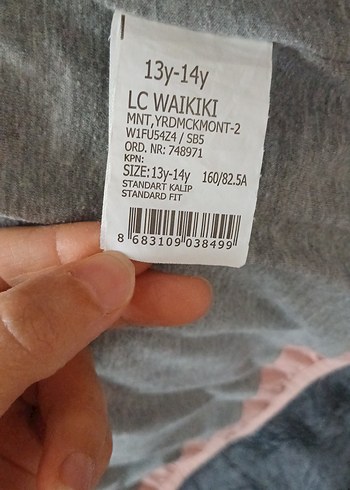 13y-14y
LC WAIKIKI
MNT,YRDMCKMONT-2
W1FU54Z4 / SB5
ORD. NR: 748971
KPN:
SIZE:13y-14y 160/82.5A
STANDART KALIP
STANDARD FIT
8 683109 038499